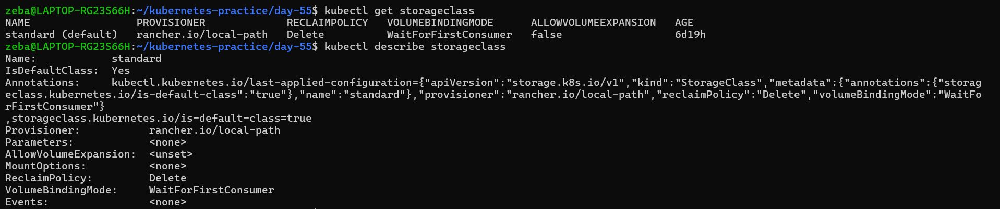 zeba@LAPTOP-RG23S66H:~/kubernetes-practice/day-55$ kubectl get storageclass
NAME                 PROVISIONER             RECLAIMPOLICY   VOLUMEBINDINGMODE      ALLOWVOLUMEEXPANSION   AGE
standard (default)   rancher.io/local-path   Delete          WaitForFirstConsumer   false                  6d19h
zeba@LAPTOP-RG23S66H:~/kubernetes-practice/day-55$ kubectl describe storageclass
Name:            standard
IsDefaultClass:  Yes
Annotations:     kubectl.kubernetes.io/last-applied-configuration={"apiVersion":"storage.k8s.io/v1","kind":"StorageClass","metadata":{"annotations":{"storag
eclass.kubernetes.io/is-default-class":"true"},"name":"standard"},"provisioner":"rancher.io/local-path","reclaimPolicy":"Delete","volumeBindingMode":"WaitFo
rFirstConsumer"}
,storageclass.kubernetes.io/is-default-class=true
Provisioner:           rancher.io/local-path
Parameters:            <none>
AllowVolumeExpansion:  <unset>
MountOptions:          <none>
ReclaimPolicy:         Delete
VolumeBindingMode:     WaitForFirstConsumer
Events:                <none>